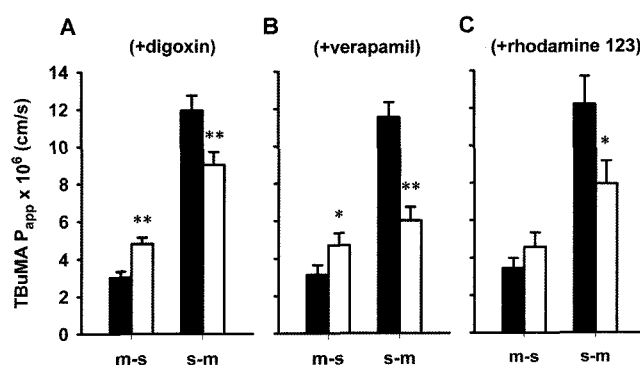 A
(+digoxin)
B
(+verapamil)
C
(+rhodamine 123)
TBuMA Papp x 10⁶ (cm/s)
14
12
10
8
6
4
2
0
**
**
*
**
*
m-s
s-m
m-s
s-m
m-s
s-m